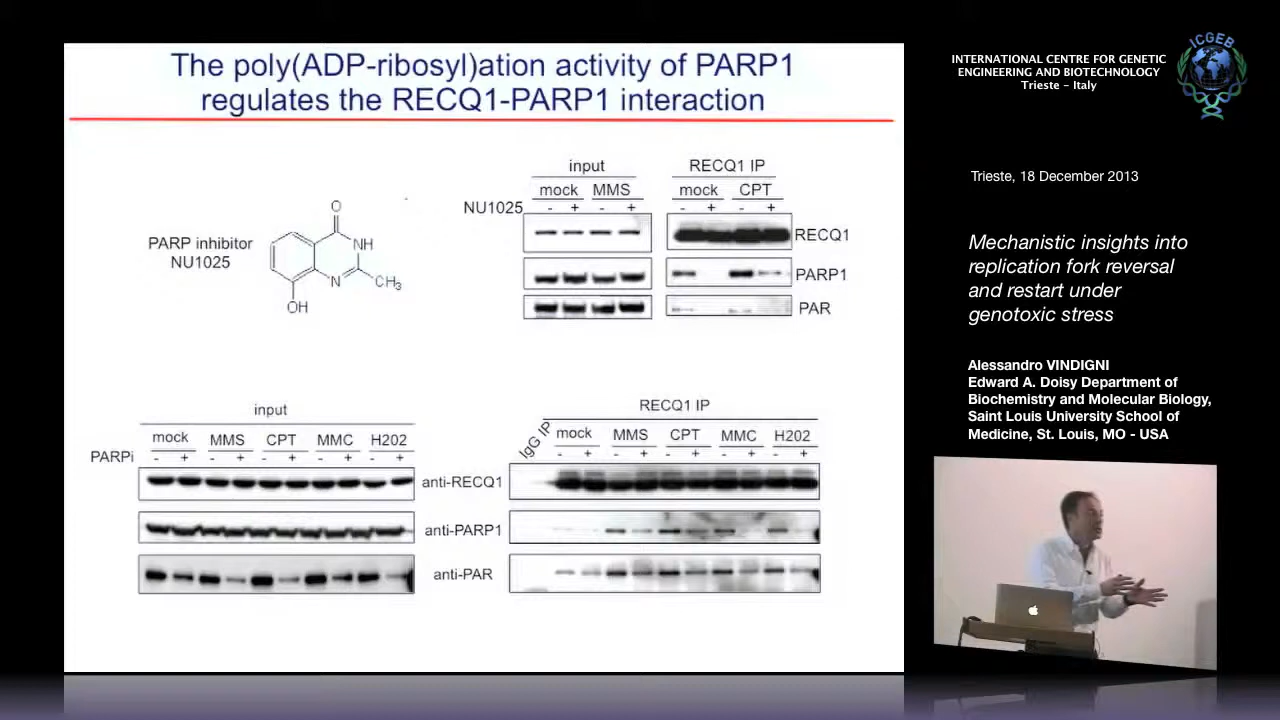 The poly(ADP-ribosyl)ation activity of PARP1
regulates the RECQ1-PARP1 interaction
PARP inhibitor
NU1025
O
NH
N
CH3
OH
input
RECQ1 IP
mock MMS
mock CPT
NU1025 - + - +
- + - +
RECQ1
PARP1
PAR
input
mock MMS CPT MMC H202
PARPi - + - + - + - + - +
RECQ1 IP
IgG IP mock MMS CPT MMC H202
- + - + - + - + - +
anti-RECQ1
anti-PARP1
anti-PAR
INTERNATIONAL CENTRE FOR GENETIC
ENGINEERING AND BIOTECHNOLOGY
Trieste - Italy
ICGEB
Trieste, 18 December 2013
Mechanistic insights into
replication fork reversal
and restart under
genotoxic stress
Alessandro VINDIGNI
Edward A. Doisy Department of
Biochemistry and Molecular Biology,
Saint Louis University School of
Medicine, St. Louis, MO - USA